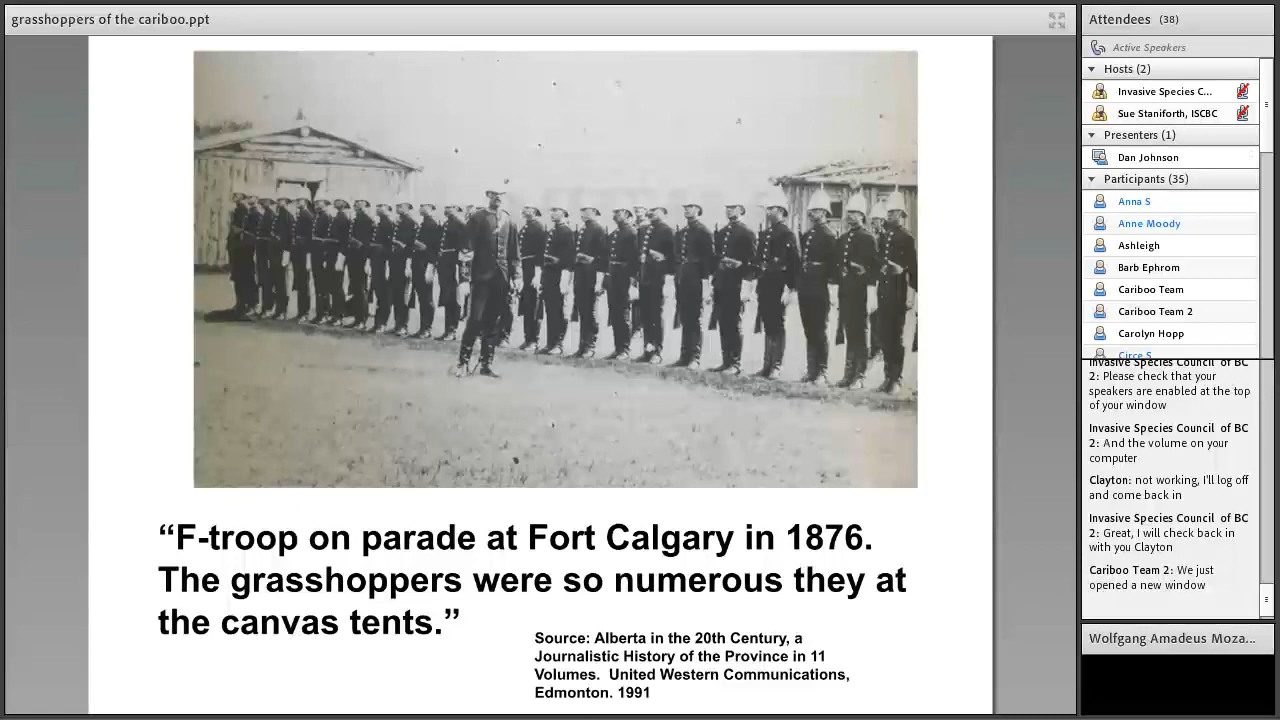 grasshoppers of the cariboo.ppt
“F-troop on parade at Fort Calgary in 1876.
The grasshoppers were so numerous they at
the canvas tents.”
Source: Alberta in the 20th Century, a
Journalistic History of the Province in 11
Volumes. United Western Communications,
Edmonton. 1991
Attendees (38)
Active Speakers
Hosts (2)
Invasive Species C...
Sue Staniforth, ISCBC
Presenters (1)
Dan Johnson
Participants (35)
Anna S
Anne Moody
Ashleigh
Barb Ephrom
Cariboo Team
Cariboo Team 2
Carolyn Hopp
Circe S
Invasive Species Council of BC
2: Please check that your
speakers are enabled at the top
of your window
Invasive Species Council of BC
2: And the volume on your
computer
Clayton: not working, I'll log off
and come back in
Invasive Species Council of BC
2: Great, I will check back in
with you Clayton
Cariboo Team 2: We just
opened a new window
Wolfgang Amadeus Moza...